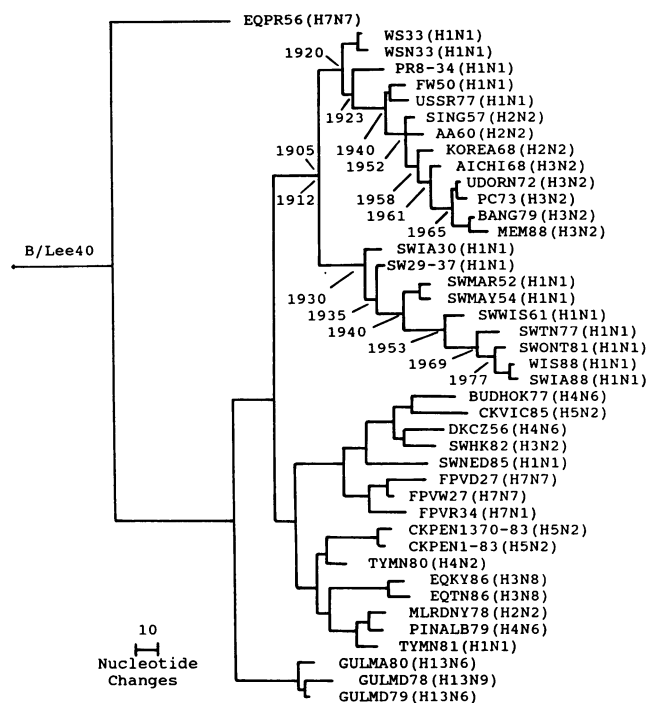 EQPR56(H7N7)
WS33(H1N1)
1920
WSN33(H1N1)
PR8-34(H1N1)
FW50(H1N1)
USSR77(H1N1)
1923
SING57(H2N2)
AA60(H2N2)
1940
1905
KOREA68(H2N2)
1952
AICHI68(H3N2)
UDORN72(H3N2)
1912
1958
PC73(H3N2)
1961
BANG79(H3N2)
1965
MEM88(H3N2)
B/Lee40
SWIA30(H1N1)
SW29-37(H1N1)
SWMAR52(H1N1)
1930
SWMAY54(H1N1)
1935
SWWIS61(H1N1)
1940
SWTN77(H1N1)
1953
SWONT81(H1N1)
1969
WIS88(H1N1)
1977
SWIA88(H1N1)
BUDHOK77(H4N6)
CKVIC85(H5N2)
DKCZ56(H4N6)
SWHK82(H3N2)
SWNED85(H1N1)
FPVD27(H7N7)
FPVW27(H7N7)
FPVR34(H7N1)
CKPEN1370-83(H5N2)
CKPEN1-83(H5N2)
TYMN80(H4N2)
EQKY86(H3N8)
EQTN86(H3N8)
MLRDNY78(H2N2)
PINALB79(H4N6)
TYMN81(H1N1)
10
Nucleotide
Changes
GULMA80(H13N6)
GULMD78(H13N9)
GULMD79(H13N6)